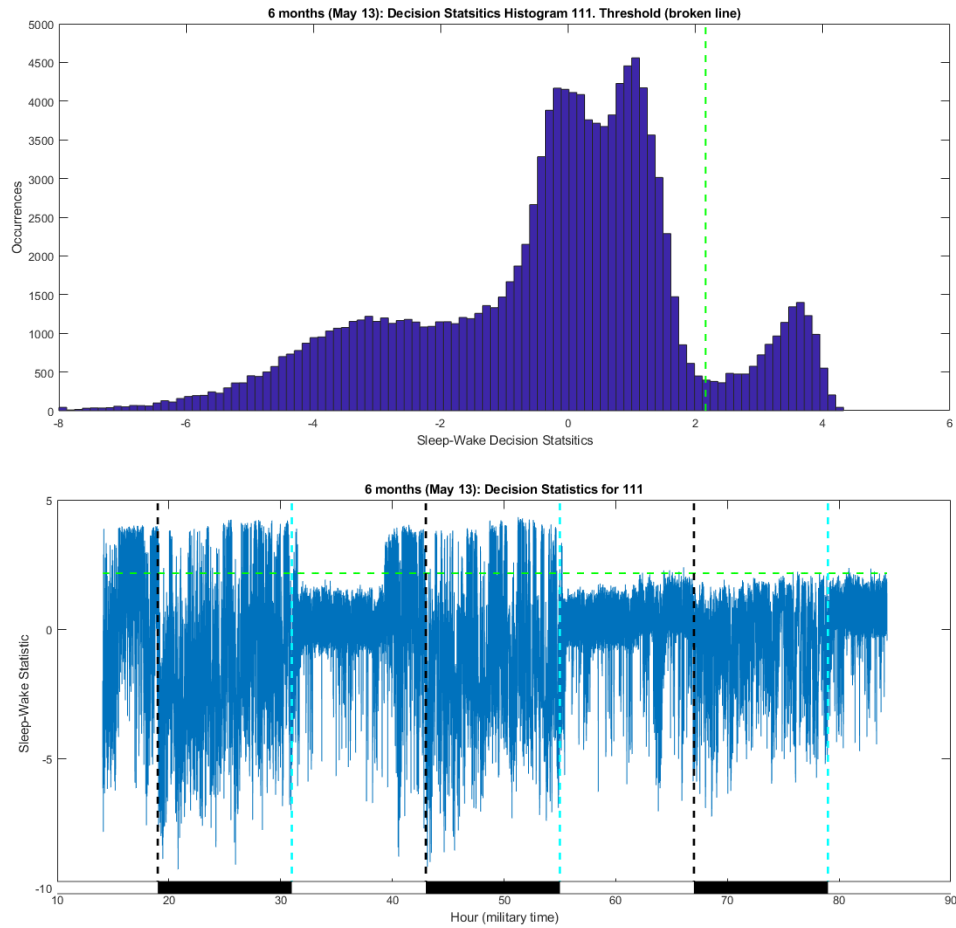 6 months (May 13): Decision Statsitics Histogram 111. Threshold (broken line)
5000
4500
4000
3500
3000
2500
2000
1500
1000
500
0
Occurrences
-8 -6 -4 -2 0 2 4 6
Sleep-Wake Decision Statsitics
6 months (May 13): Decision Statistics for 111
5
0
-5
-10
Sleep-Wake Statistic
10 20 30 40 50 60 70 80 90
Hour (military time)